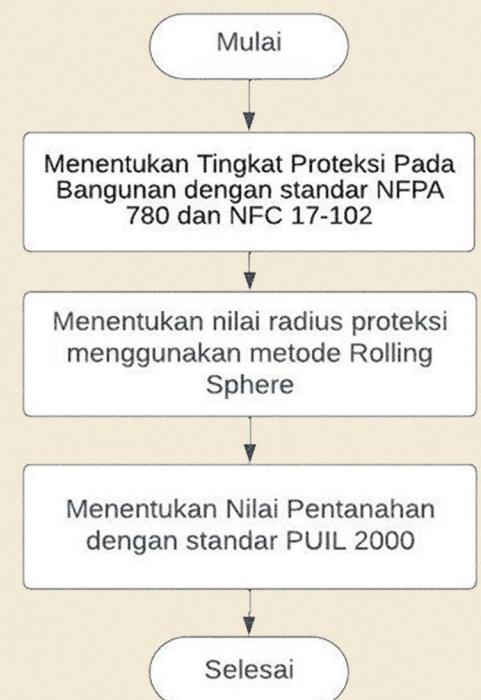 Mulai
Menentukan Tingkat Proteksi Pada
Bangunan dengan standar NFPA
780 dan NFC 17-102
Menentukan nilai radius proteksi
menggunakan metode Rolling
Sphere
Menentukan Nilai Pentanahan
dengan standar PUIL 2000
Selesai